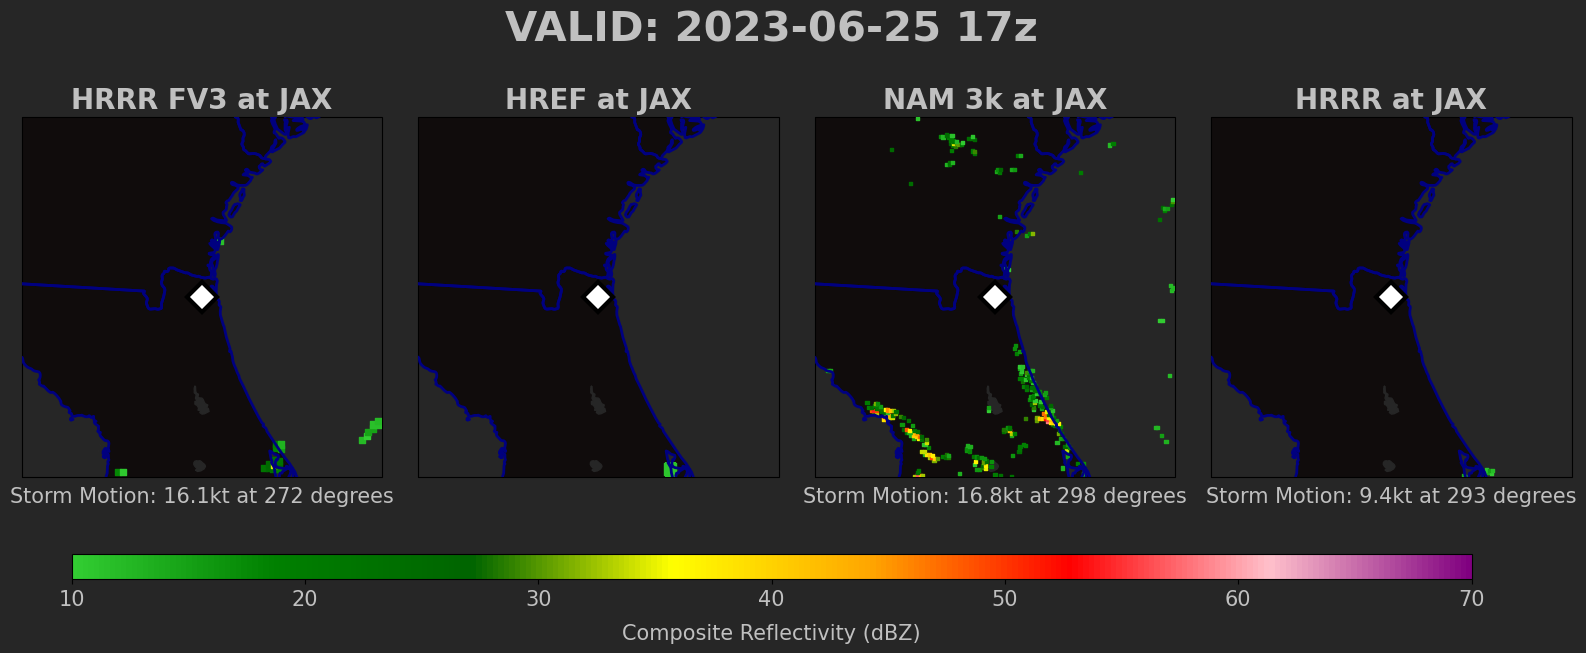 VALID: 2023-06-25 17z
HRRR FV3 at JAX
HREF at JAX
NAM 3k at JAX
HRRR at JAX
Storm Motion: 16.1kt at 272 degrees
Storm Motion: 16.8kt at 298 degrees
Storm Motion: 9.4kt at 293 degrees
10 20 30 40 50 60 70
Composite Reflectivity (dBZ)